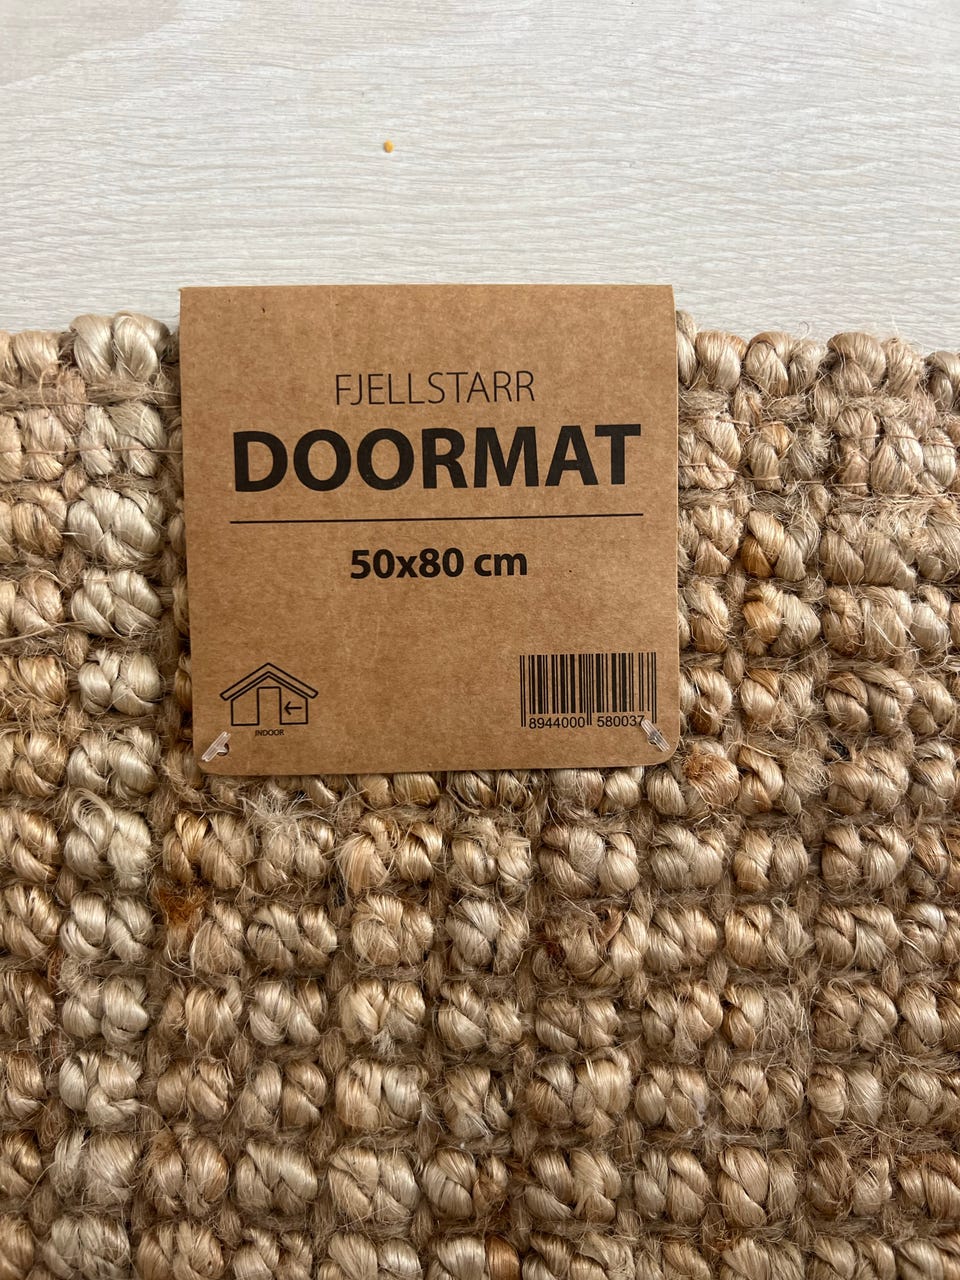 FJELLSTARR
DOORMAT
50x80 cm
INDOOR
8944000 580037